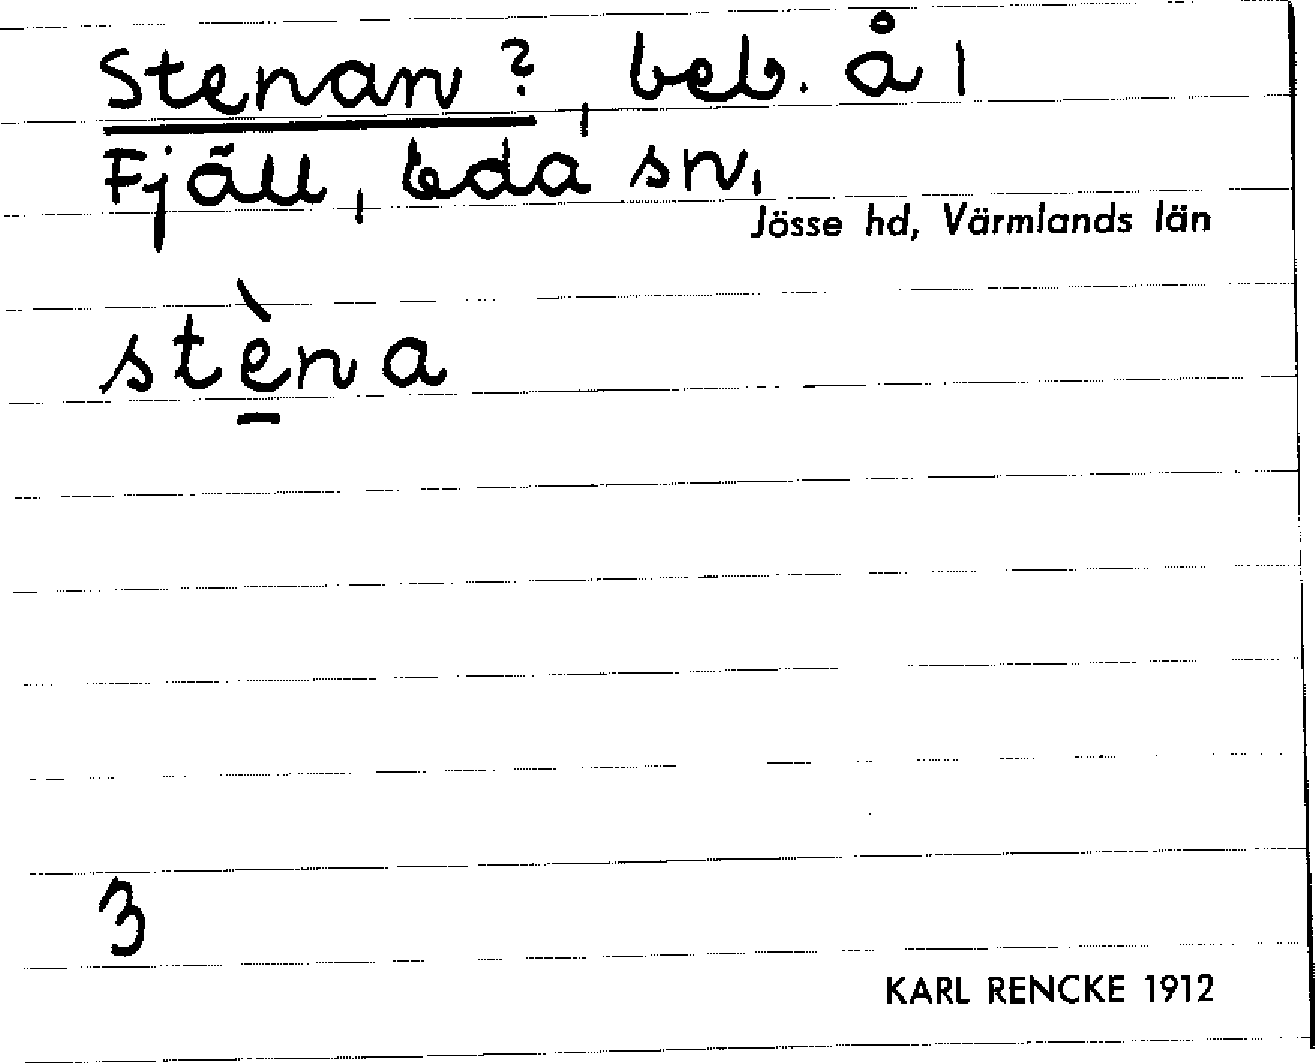 Stenan?, beb. å 1
Fjäll, Eda sn,
Jösse hd, Värmlands län
stèna
3
KARL RENCKE 1912